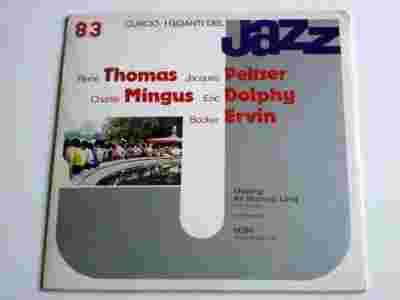 83
CURCIO I GIGANTI DEL
jazz
René Thomas Jacques Pelzer
Charlie Mingus Eric Dolphy
Booker Ervin